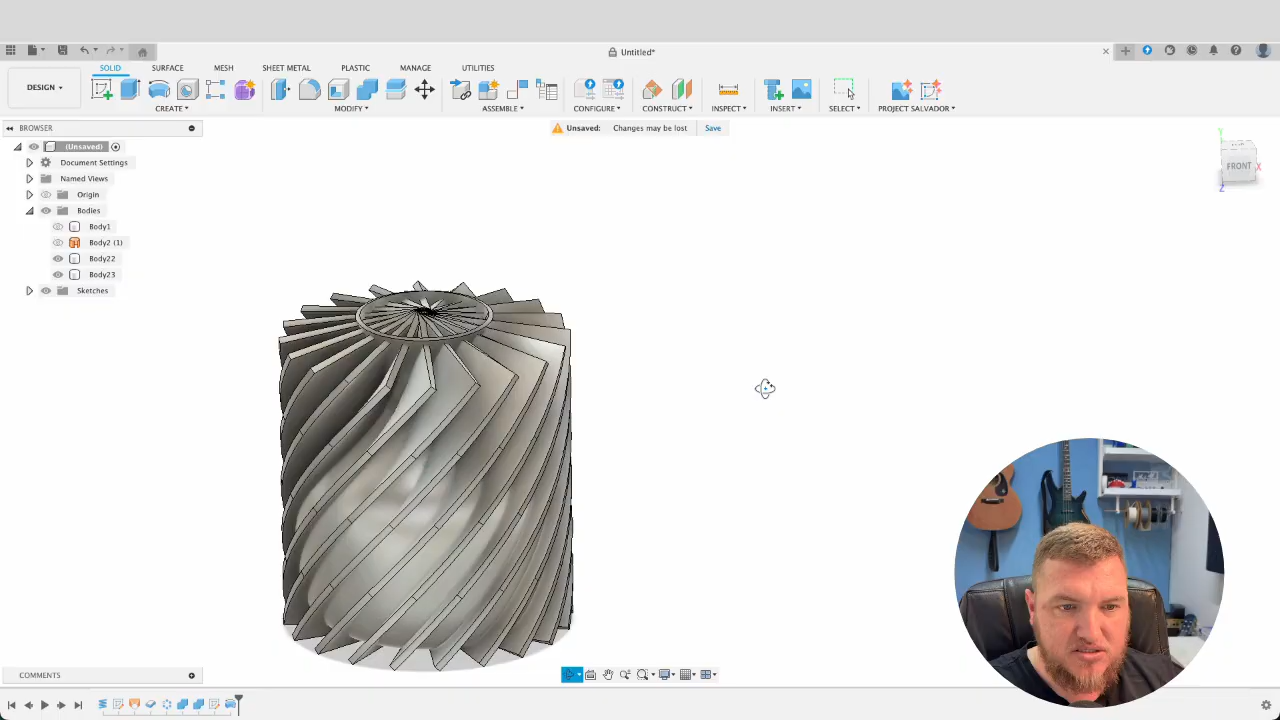 Untitled*
DESIGN
SOLID SURFACE MESH SHEET METAL PLASTIC MANAGE UTILITIES
CREATE MODIFY ASSEMBLE CONFIGURE CONSTRUCT INSPECT INSERT SELECT PROJECT SALVADOR
BROWSER
Unsaved: Changes may be lost Save
(Unsaved)
Document Settings
Named Views
Origin
Bodies
Body1
Body2 (1)
Body22
Body23
Sketches
Y
FRONT
X
Z
COMMENTS